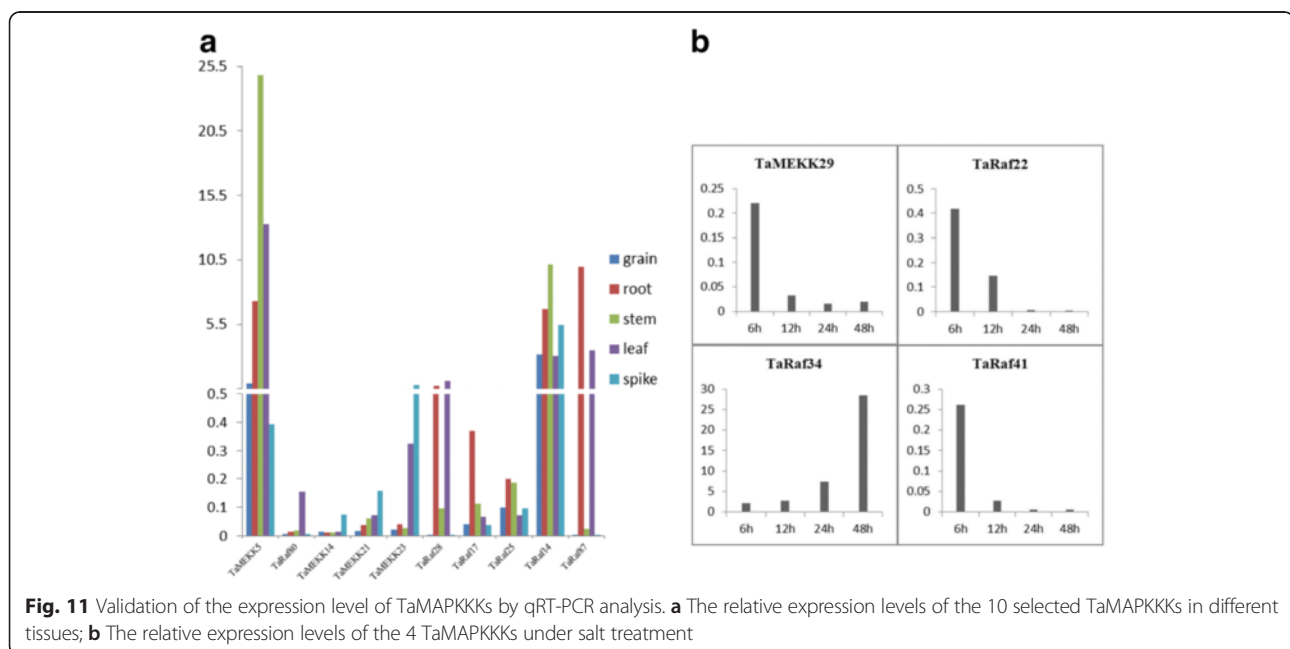 a
25.5
20.5
15.5
10.5
5.5
0.5
0.4
0.3
0.2
0.1
0
grain
root
stem
leaf
spike
TaMEKK5 TaRaf80 TaMEKK14 TaMEKK21 TaMEKK23 TaRaf28 TaRaf17 TaRaf25 TaRaf14 TaRaf87
b
TaMEKK29
0.25
0.2
0.15
0.1
0.05
0
6h 12h 24h 48h
TaRaf22
0.5
0.4
0.3
0.2
0.1
0
6h 12h 24h 48h
TaRaf34
30
25
20
15
10
5
0
6h 12h 24h 48h
TaRaf41
0.3
0.25
0.2
0.15
0.1
0.05
0
6h 12h 24h 48h
Fig. 11 Validation of the expression level of TaMAPKKKs by qRT-PCR analysis. a The relative expression levels of the 10 selected TaMAPKKKs in different
tissues; b The relative expression levels of the 4 TaMAPKKKs under salt treatment